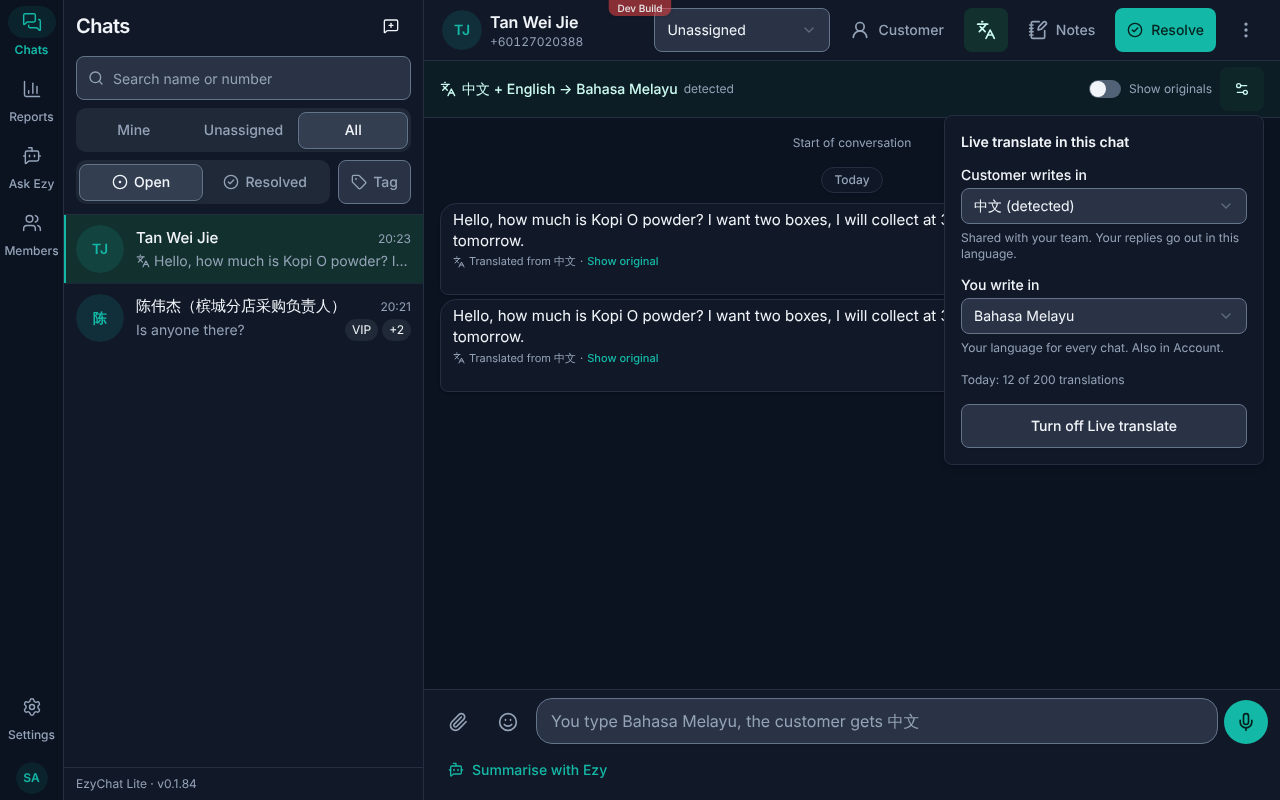 Dev Build
Chats
Reports
Ask Ezy
Members
Settings
SA
Chats
Search name or number
Mine Unassigned All
Open Resolved Tag
TJ
Tan Wei Jie 20:23
Hello, how much is Kopi O powder? I...
陈
陈伟杰（槟城分店采购负责人） 20:21
Is anyone there? VIP +2
EzyChat Lite · v0.1.84
TJ
Tan Wei Jie
+60127020388
Unassigned
Customer
Notes
Resolve
中文 + English → Bahasa Melayu detected
Show originals
Start of conversation
Today
Hello, how much is Kopi O powder? I want two boxes, I will collect at
tomorrow.
Translated from 中文 · Show original
Hello, how much is Kopi O powder? I want two boxes, I will collect at
tomorrow.
Translated from 中文 · Show original
Live translate in this chat
Customer writes in
中文 (detected)
Shared with your team. Your replies go out in this
language.
You write in
Bahasa Melayu
Your language for every chat. Also in Account.
Today: 12 of 200 translations
Turn off Live translate
You type Bahasa Melayu, the customer gets 中文
Summarise with Ezy